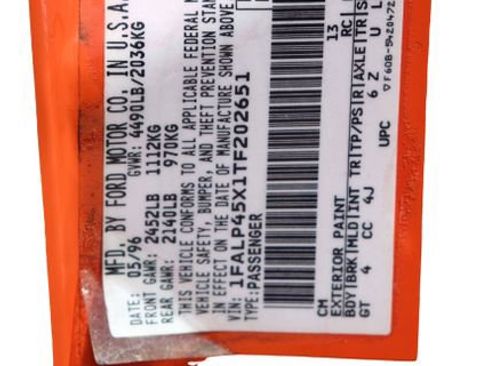 MFD. BY FORD MOTOR CO. IN U.S.A.
DATE: 05/96 GVWR: 4490LB/2036KG
FRONT GAWR: 2452LB 1112KG
REAR GAWR: 2140LB 970KG
THIS VEHICLE CONFORMS TO ALL APPLICABLE FEDERAL
VEHICLE SAFETY, BUMPER, AND THEFT PREVENTION
IN EFFECT ON THE DATE OF MANUFACTURE SHOWN ABOVE
VIN: 1FALP45X1TF202651
TYPE: PASSENGER
CM 13
EXTERIOR PAINT RC
BDY|BRK|MLD|INT TR|TP/PS|R|AXLE|TR|S
GT 4 CC 4J 6 Z U L
UPC ▽F60B-5420472